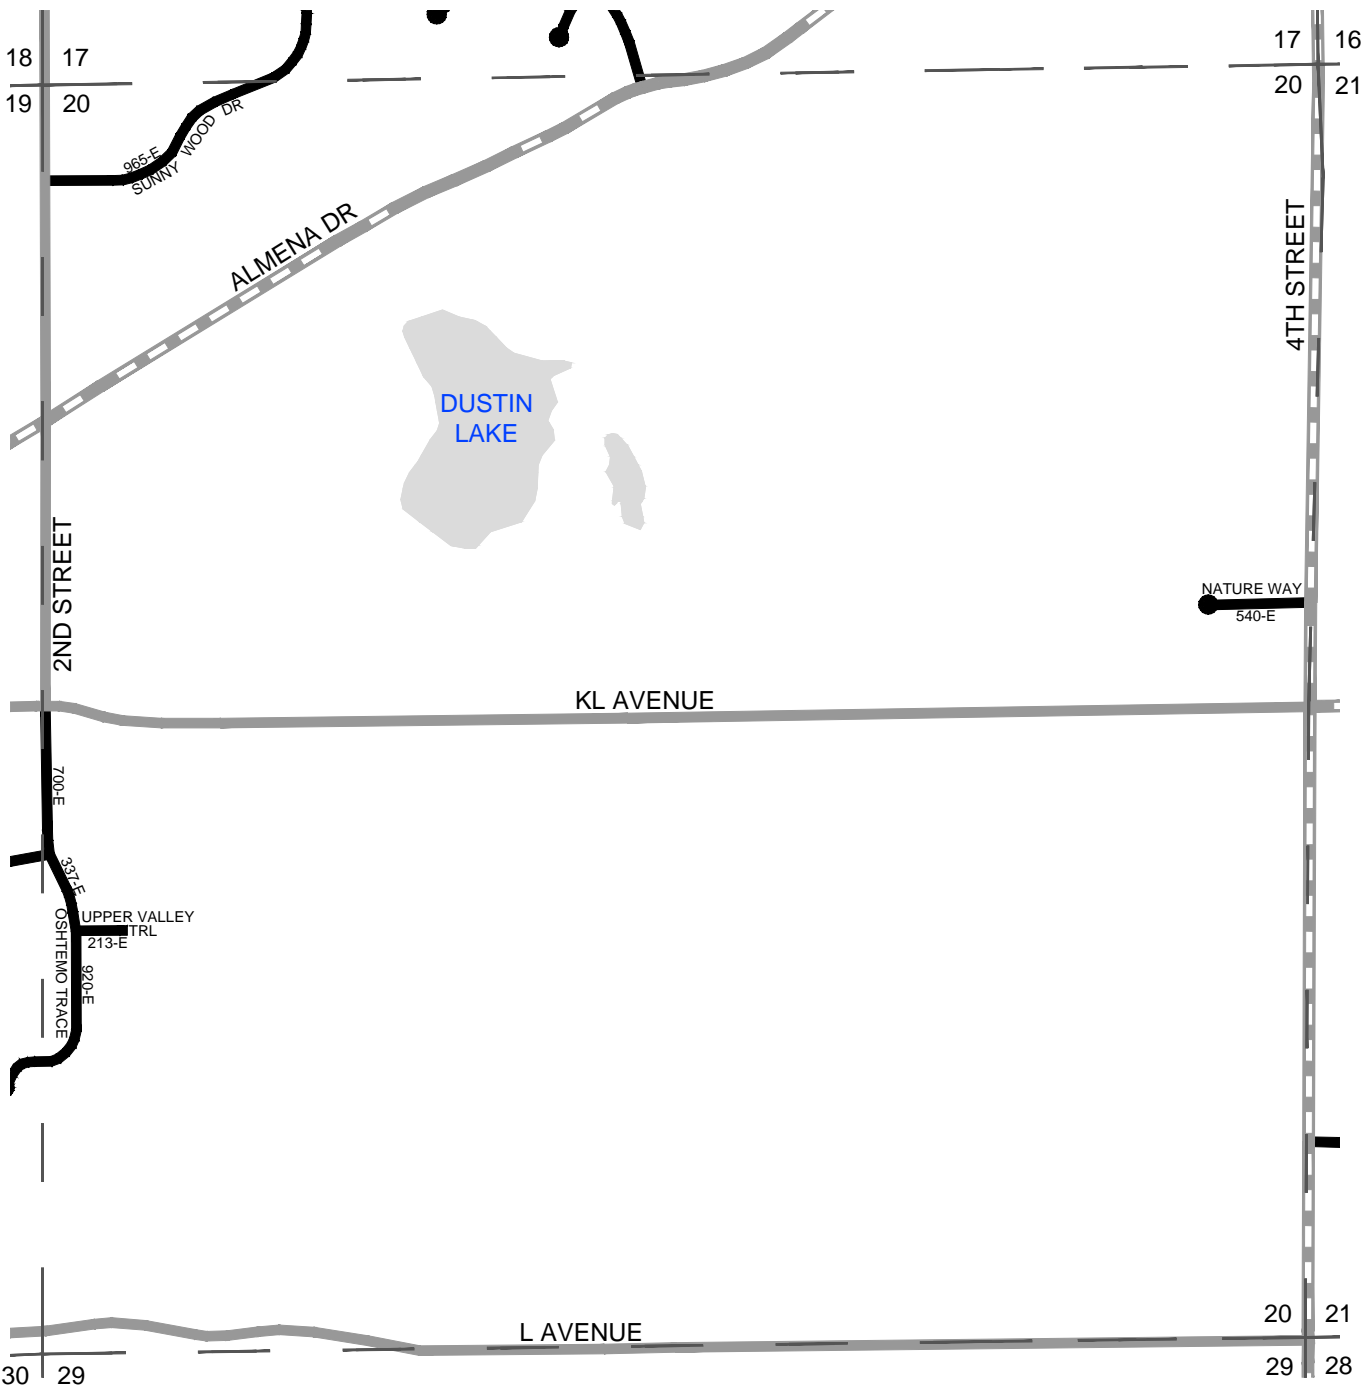 18 17
17 16
19 20
20 21
965-E
SUNNY WOOD DR
ALMENA DR
4TH STREET
DUSTIN
LAKE
2ND STREET
NATURE WAY
540-E
KL AVENUE
700-E
337-E
UPPER VALLEY
TRL
213-E
OSHTEMO TRACE
920-E
L AVENUE
20 21
30 29
29 28